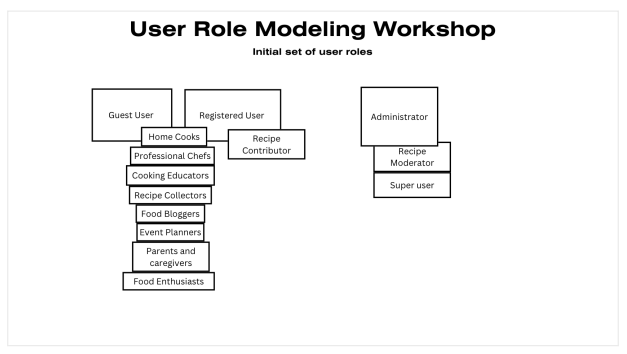 User Role Modeling Workshop
Initial set of user roles
Guest User
Registered User
Home Cooks
Recipe
Contributor
Professional Chefs
Cooking Educators
Recipe Collectors
Food Bloggers
Event Planners
Parents and
caregivers
Food Enthusiasts
Administrator
Recipe
Moderator
Super user